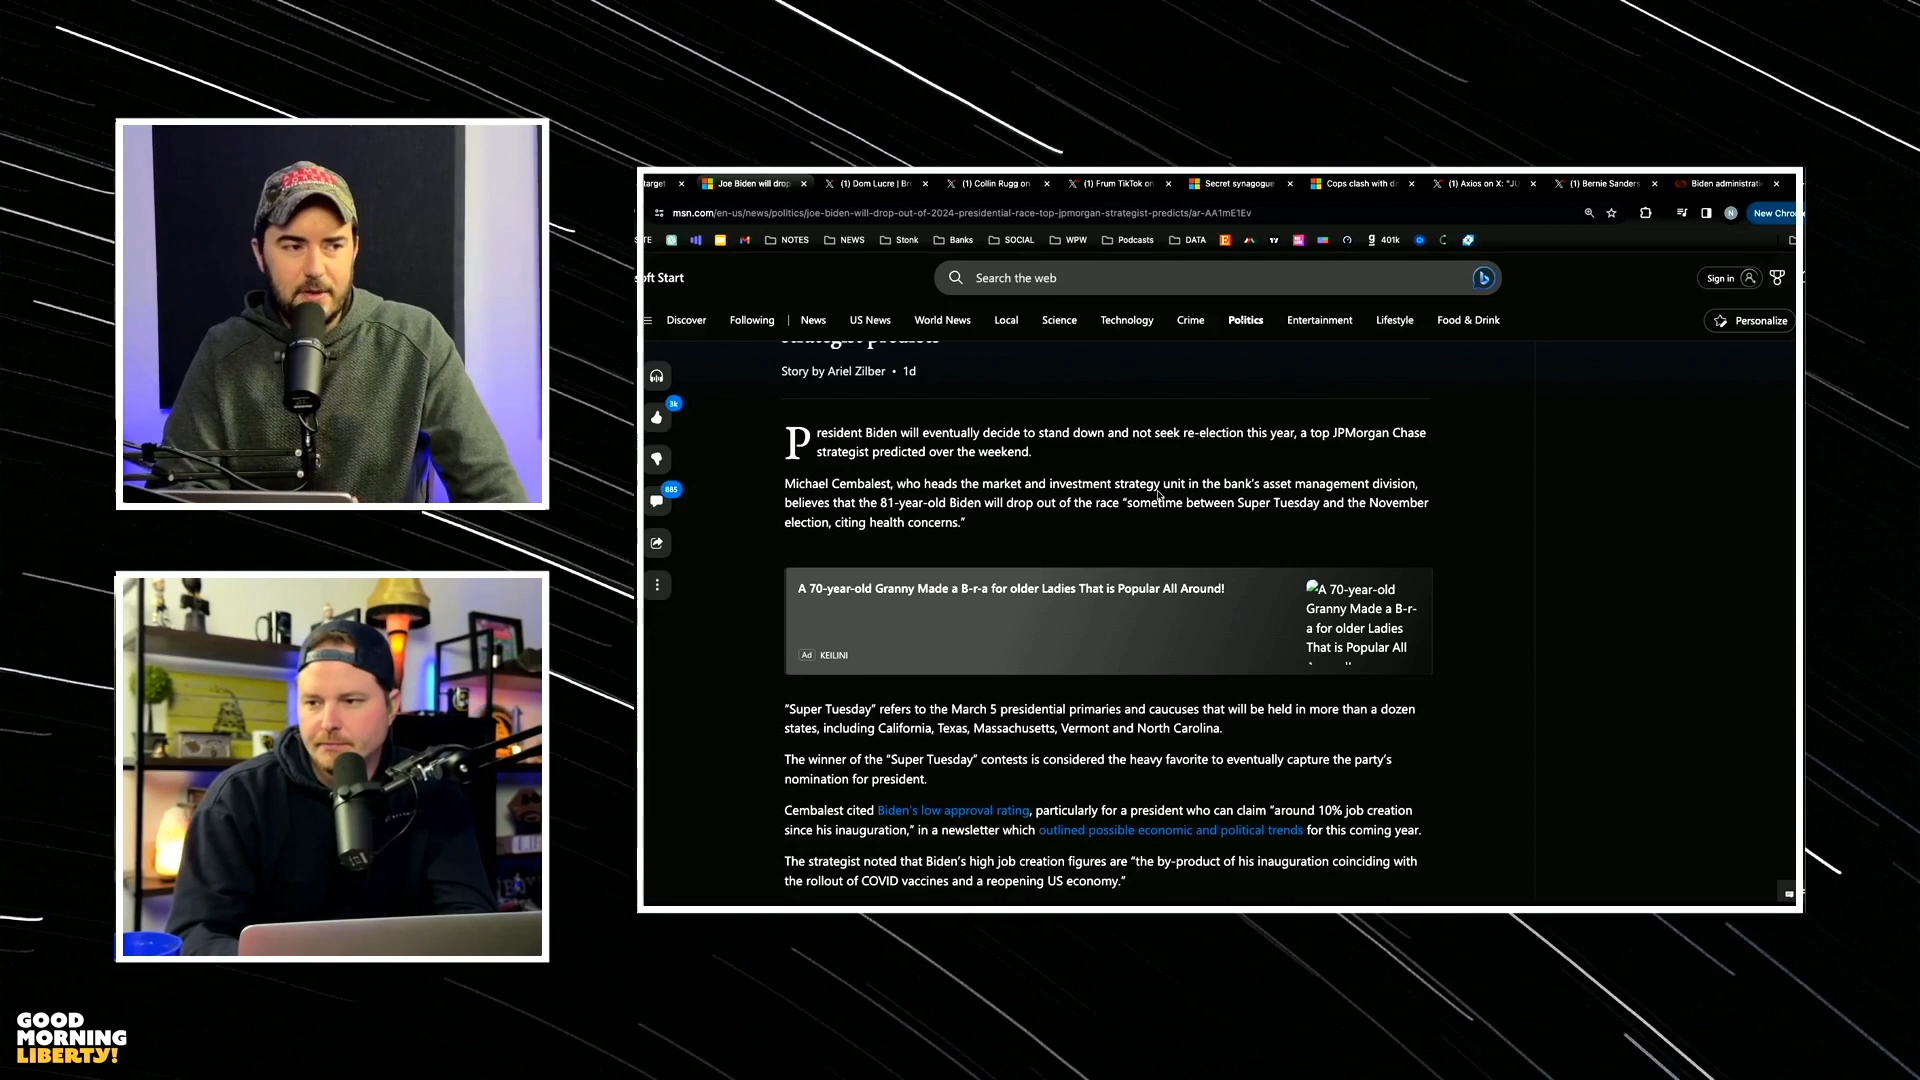 target
Joe Biden will drop
(1) Dom Lucre | Br
(1) Collin Rugg on
(1) Frum TikTok on
Secret synagogue
Cops clash with do
(1) Axios on X: "JU
(1) Bernie Sanders
Biden administrati
msn.com/en-us/news/politics/joe-biden-will-drop-out-of-2024-presidential-race-top-jpmorgan-strategist-predicts/ar-AA1mE1Ev
N
New Chro
TE
NOTES
NEWS
Stonk
Banks
SOCIAL
WPW
Podcasts
DATA
401k
oft Start
Search the web
Sign in
Discover Following | News US News World News Local Science Technology Crime Politics Entertainment Lifestyle Food & Drink
Personalize
strategist predicts
Story by Ariel Zilber • 1d
3k
885
President Biden will eventually decide to stand down and not seek re-election this year, a top JPMorgan Chase
strategist predicted over the weekend.
Michael Cembalest, who heads the market and investment strategy unit in the bank's asset management division,
believes that the 81-year-old Biden will drop out of the race "sometime between Super Tuesday and the November
election, citing health concerns."
A 70-year-old Granny Made a B-r-a for older Ladies That is Popular All Around!
Ad KEILINI
A 70-year-old
Granny Made a B-r-
a for older Ladies
That is Popular All
"Super Tuesday" refers to the March 5 presidential primaries and caucuses that will be held in more than a dozen
states, including California, Texas, Massachusetts, Vermont and North Carolina.
The winner of the "Super Tuesday" contests is considered the heavy favorite to eventually capture the party's
nomination for president.
Cembalest cited Biden's low approval rating, particularly for a president who can claim "around 10% job creation
since his inauguration," in a newsletter which outlined possible economic and political trends for this coming year.
The strategist noted that Biden's high job creation figures are "the by-product of his inauguration coinciding with
the rollout of COVID vaccines and a reopening US economy."
GOOD
MORNING
LIBERTY!